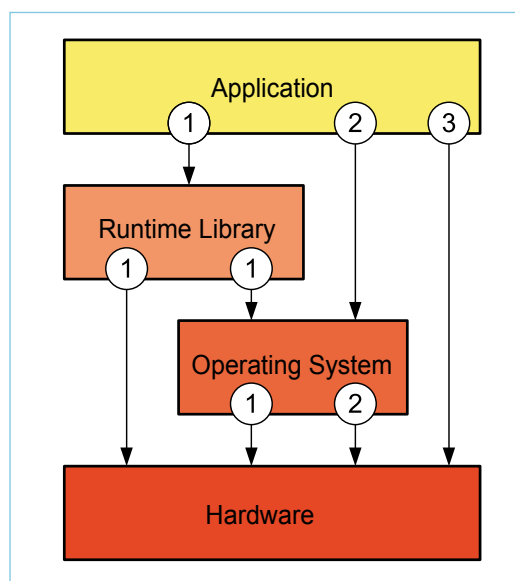 Application
1 2 3
Runtime Library
1 1
Operating System
1 2
Hardware